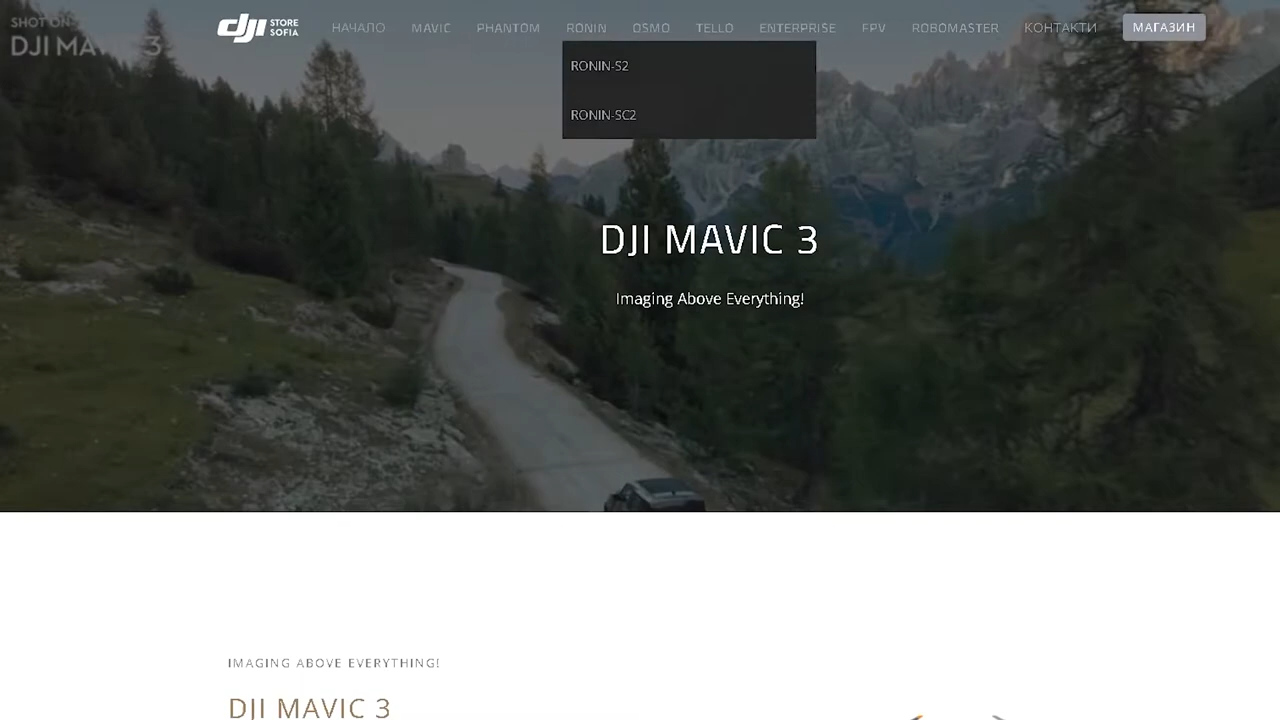 SHOT ON
DJI MAVIC 3
dji STORE SOFIA
НАЧАЛО
MAVIC
PHANTOM
RONIN
OSMO
TELLO
ENTERPRISE
FPV
ROBOMASTER
КОНТАКТИ
МАГАЗИН
RONIN-S2
RONIN-SC2
DJI MAVIC 3
Imaging Above Everything!
IMAGING ABOVE EVERYTHING!
DJI MAVIC 3